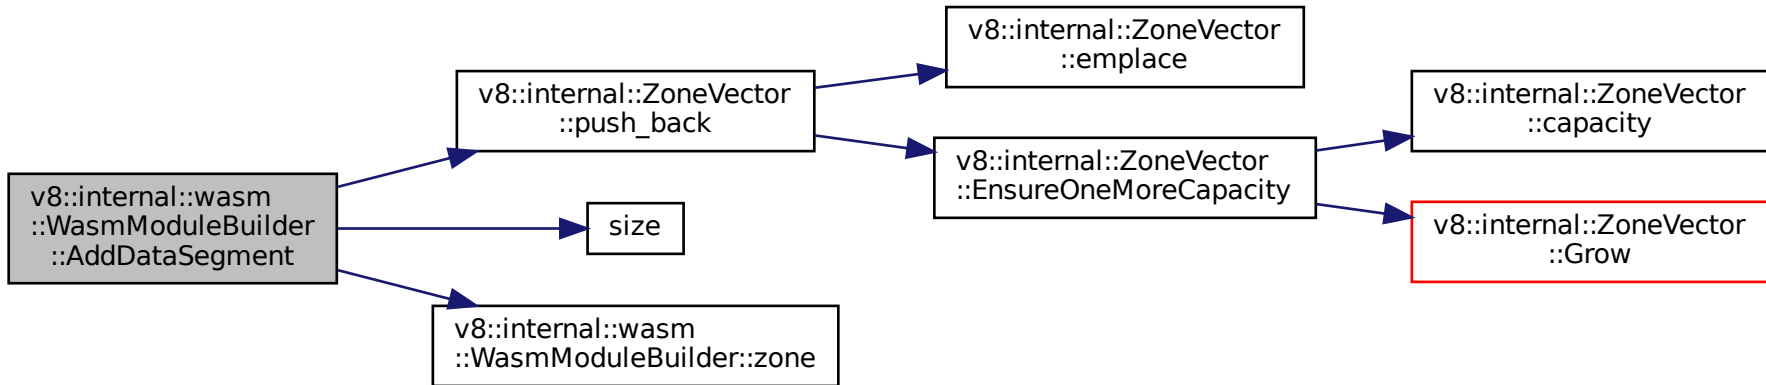 v8::internal::wasm
::WasmModuleBuilder
::AddDataSegment
v8::internal::ZoneVector
::push_back
size
v8::internal::wasm
::WasmModuleBuilder::zone
v8::internal::ZoneVector
::emplace
v8::internal::ZoneVector
::EnsureOneMoreCapacity
v8::internal::ZoneVector
::capacity
v8::internal::ZoneVector
::Grow